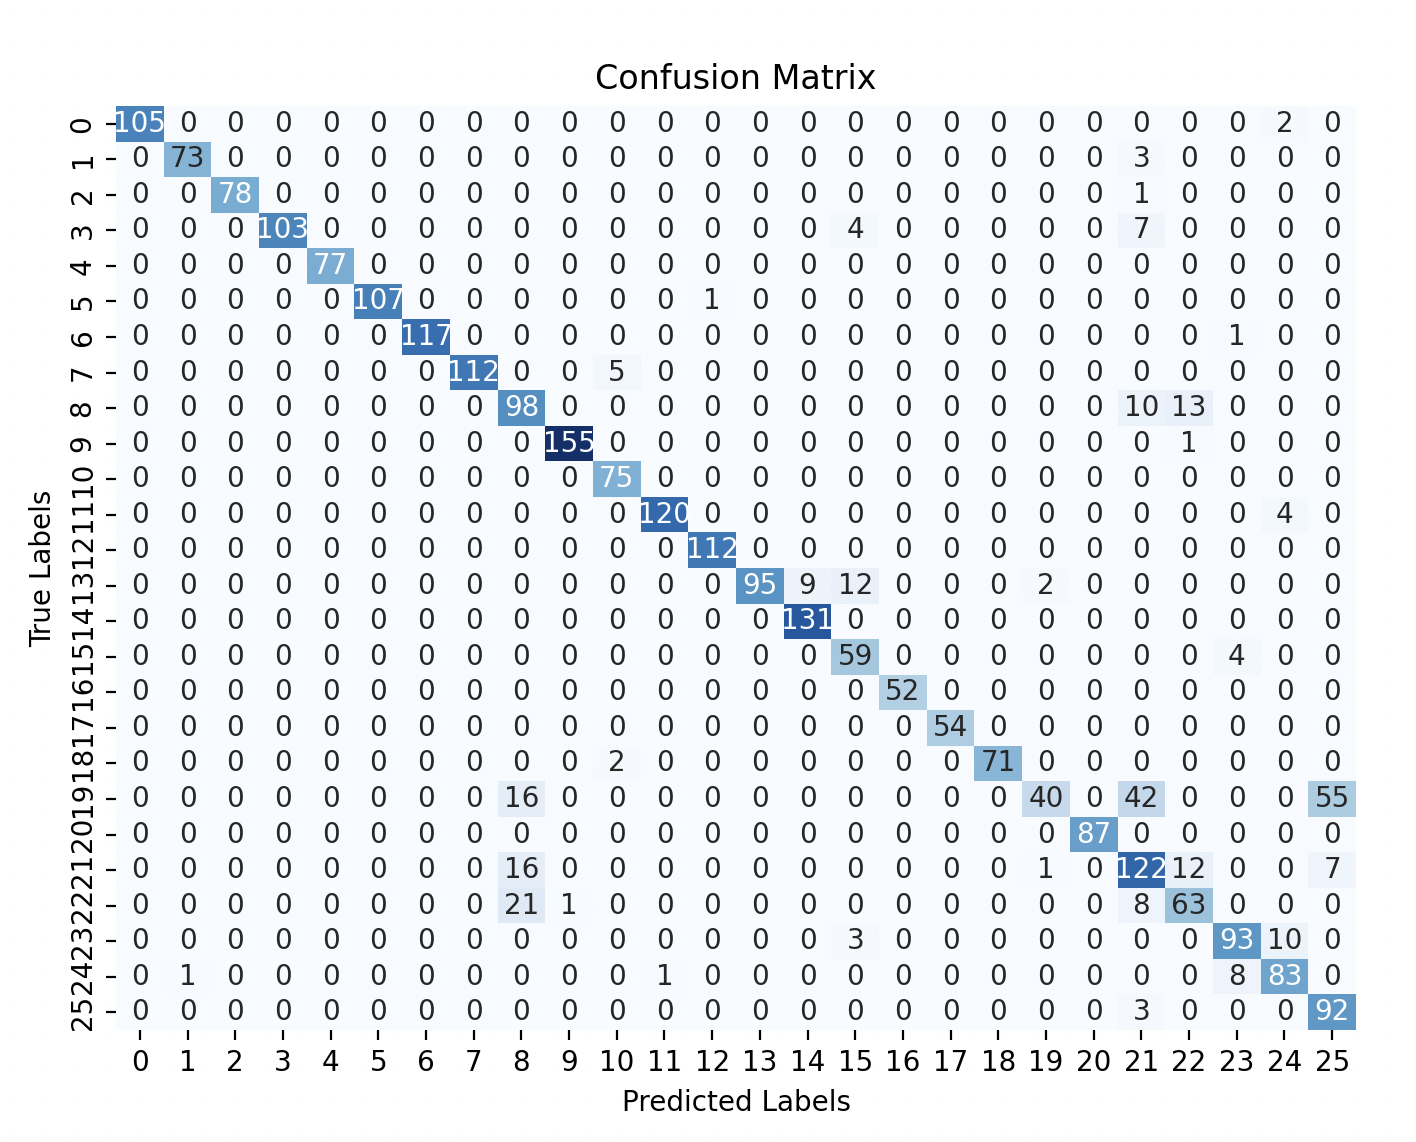 Confusion Matrix
0 105 0 0 0 0 0 0 0 0 0 0 0 0 0 0 0 0 0 0 0 0 0 0 0 2 0
1 0 73 0 0 0 0 0 0 0 0 0 0 0 0 0 0 0 0 0 0 0 3 0 0 0 0
2 0 0 78 0 0 0 0 0 0 0 0 0 0 0 0 0 0 0 0 0 0 1 0 0 0 0
3 0 0 0 103 0 0 0 0 0 0 0 0 0 0 0 4 0 0 0 0 0 7 0 0 0 0
4 0 0 0 0 77 0 0 0 0 0 0 0 0 0 0 0 0 0 0 0 0 0 0 0 0 0
5 0 0 0 0 0 107 0 0 0 0 0 0 1 0 0 0 0 0 0 0 0 0 0 0 0 0
6 0 0 0 0 0 0 117 0 0 0 0 0 0 0 0 0 0 0 0 0 0 0 0 1 0 0
7 0 0 0 0 0 0 0 112 0 0 5 0 0 0 0 0 0 0 0 0 0 0 0 0 0 0
8 0 0 0 0 0 0 0 0 98 0 0 0 0 0 0 0 0 0 0 0 0 10 13 0 0 0
9 0 0 0 0 0 0 0 0 0 155 0 0 0 0 0 0 0 0 0 0 0 0 1 0 0 0
10 0 0 0 0 0 0 0 0 0 0 75 0 0 0 0 0 0 0 0 0 0 0 0 0 0 0
11 0 0 0 0 0 0 0 0 0 0 0 120 0 0 0 0 0 0 0 0 0 0 0 0 4 0
12 0 0 0 0 0 0 0 0 0 0 0 0 112 0 0 0 0 0 0 0 0 0 0 0 0 0
13 0 0 0 0 0 0 0 0 0 0 0 0 0 95 9 12 0 0 0 2 0 0 0 0 0 0
14 0 0 0 0 0 0 0 0 0 0 0 0 0 0 131 0 0 0 0 0 0 0 0 0 0 0
15 0 0 0 0 0 0 0 0 0 0 0 0 0 0 0 59 0 0 0 0 0 0 0 4 0 0
16 0 0 0 0 0 0 0 0 0 0 0 0 0 0 0 0 52 0 0 0 0 0 0 0 0 0
17 0 0 0 0 0 0 0 0 0 0 0 0 0 0 0 0 0 54 0 0 0 0 0 0 0 0
18 0 0 0 0 0 0 0 0 0 0 2 0 0 0 0 0 0 0 71 0 0 0 0 0 0 0
19 0 0 0 0 0 0 0 0 16 0 0 0 0 0 0 0 0 0 0 40 0 42 0 0 0 55
20 0 0 0 0 0 0 0 0 0 0 0 0 0 0 0 0 0 0 0 0 87 0 0 0 0 0
21 0 0 0 0 0 0 0 0 16 0 0 0 0 0 0 0 0 0 0 1 0 122 12 0 0 7
22 0 0 0 0 0 0 0 0 21 1 0 0 0 0 0 0 0 0 0 0 0 8 63 0 0 0
23 0 0 0 0 0 0 0 0 0 0 0 0 0 0 0 3 0 0 0 0 0 0 0 93 10 0
24 0 1 0 0 0 0 0 0 0 0 0 1 0 0 0 0 0 0 0 0 0 0 0 8 83 0
25 0 0 0 0 0 0 0 0 0 0 0 0 0 0 0 0 0 0 0 0 0 3 0 0 0 92
0 1 2 3 4 5 6 7 8 9 10 11 12 13 14 15 16 17 18 19 20 21 22 23 24 25
Predicted Labels
True Labels